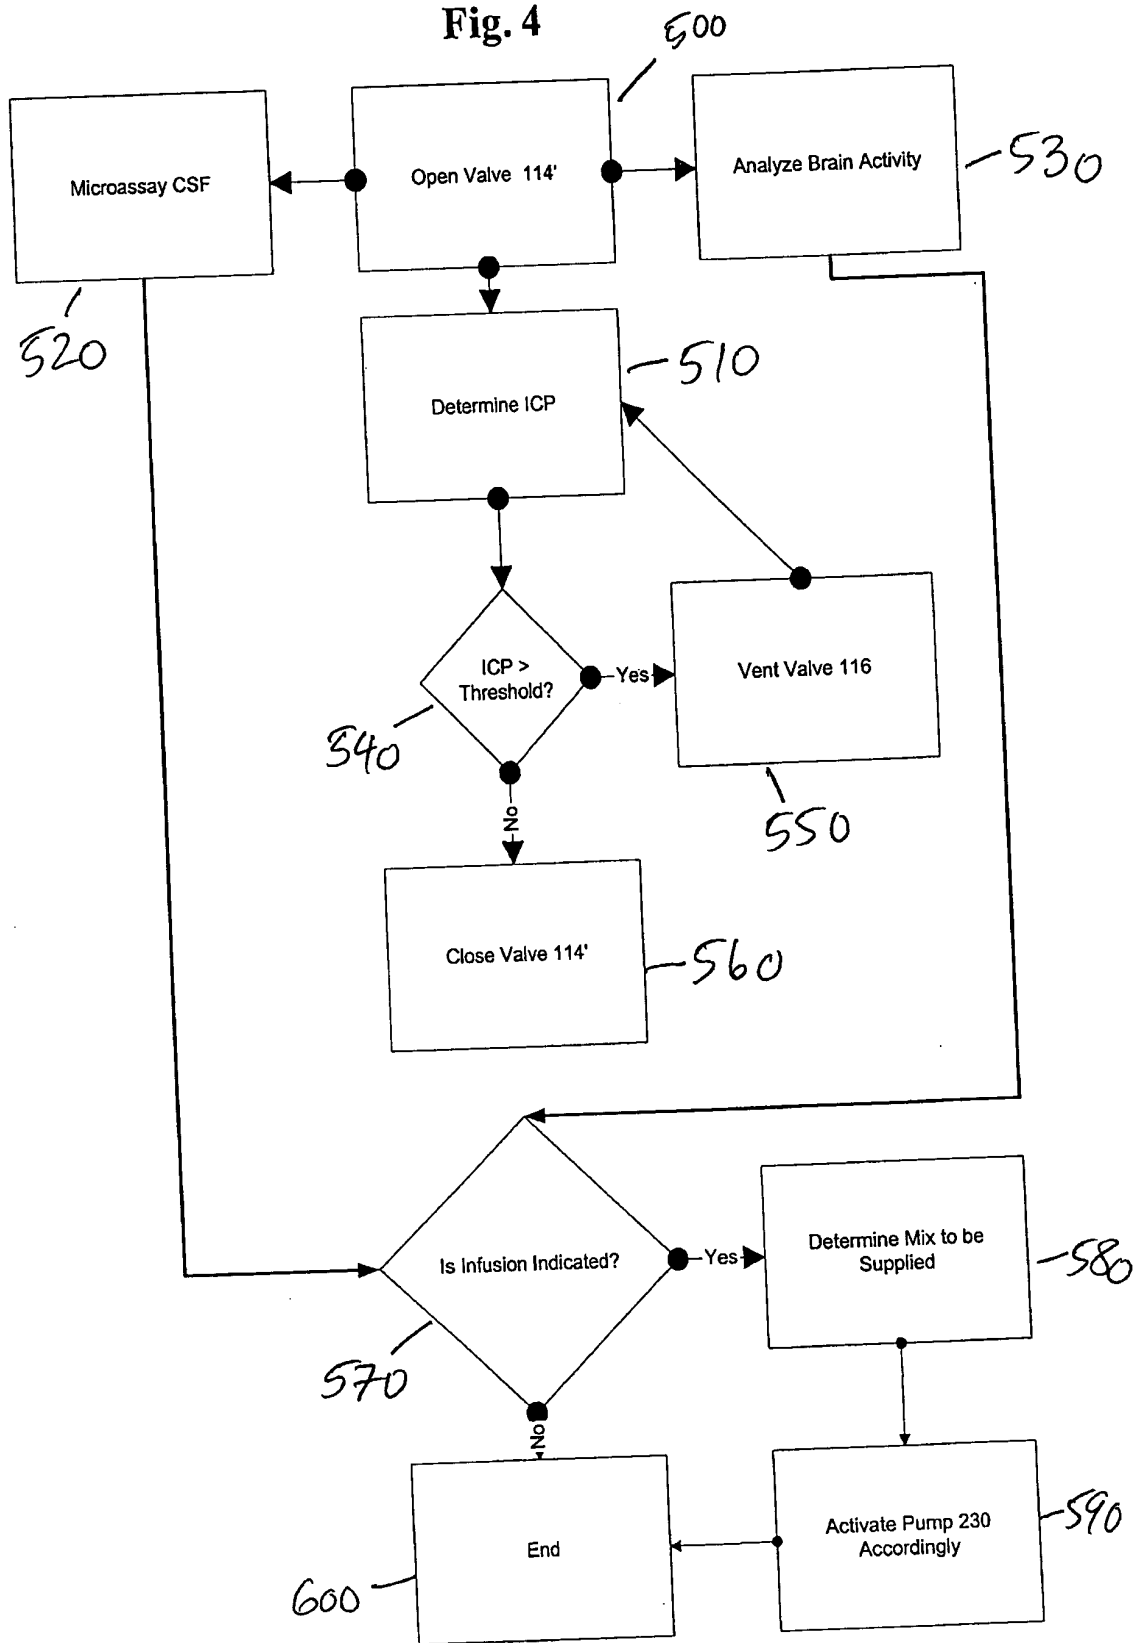 Fig. 4
500
Microassay CSF
Open Valve 114'
Analyze Brain Activity
530
520
510
Determine ICP
ICP >
Threshold?
Yes
Vent Valve 116
540
550
No
Close Valve 114'
560
Is Infusion Indicated?
Yes
Determine Mix to be
Supplied
580
570
No
End
Activate Pump 230
Accordingly
590
600